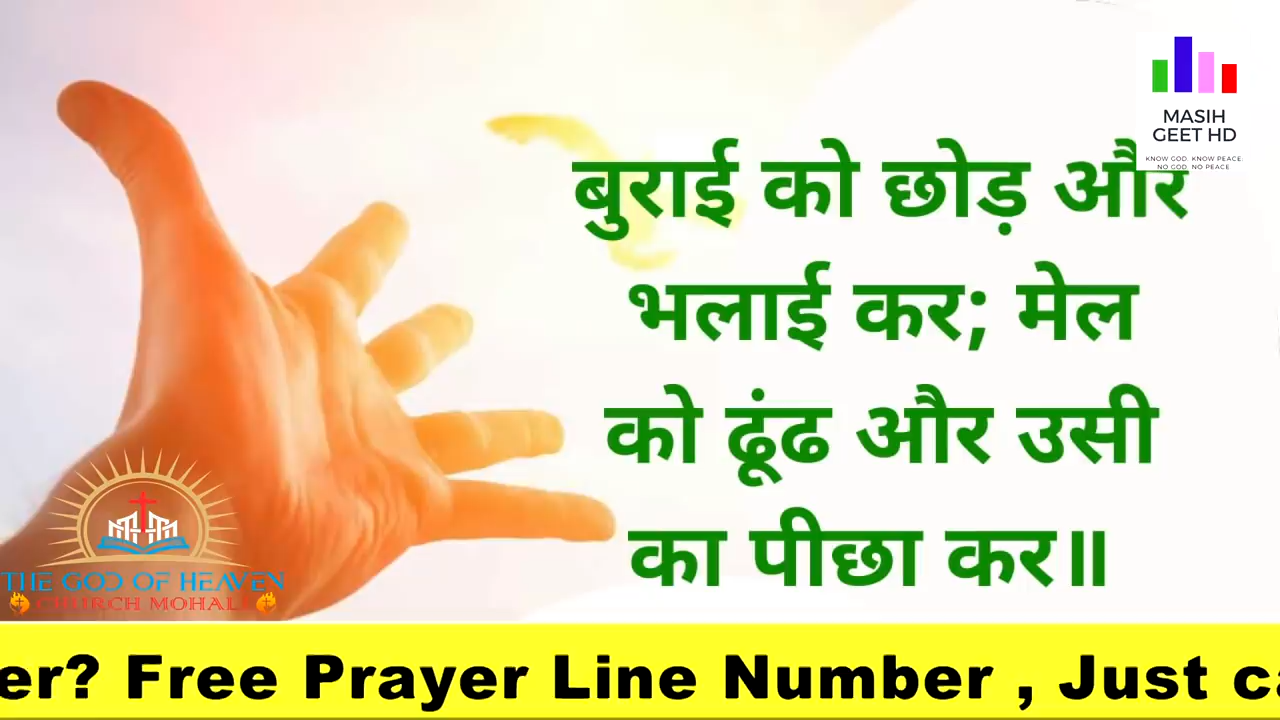 MASIH
GEET HD
KNOW GOD. KNOW PEACE.
NO GOD. NO PEACE
बुराई को छोड़ और
भलाई कर; मेल
को ढूंढ और उसी
का पीछा कर॥
THE GOD OF HEAVEN
CHURCH MOHALI
er? Free Prayer Line Number , Just ca